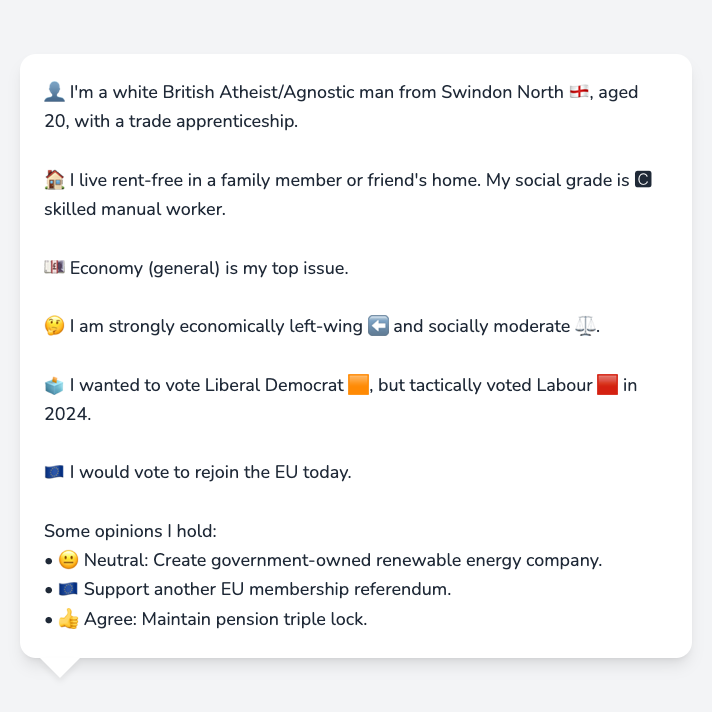 👤 I'm a white British Atheist/Agnostic man from Swindon North 🏴󠁧󠁢󠁥󠁮󠁧󠁿, aged
20, with a trade apprenticeship.
🏠 I live rent-free in a family member or friend's home. My social grade is 🅲
skilled manual worker.
💷 Economy (general) is my top issue.
🤔 I am strongly economically left-wing ⬅️ and socially moderate ⚖️.
🗳️ I wanted to vote Liberal Democrat 🟧, but tactically voted Labour 🟥 in
2024.
🇪🇺 I would vote to rejoin the EU today.
Some opinions I hold:
• 😐 Neutral: Create government-owned renewable energy company.
• 🇪🇺 Support another EU membership referendum.
• 👍 Agree: Maintain pension triple lock.